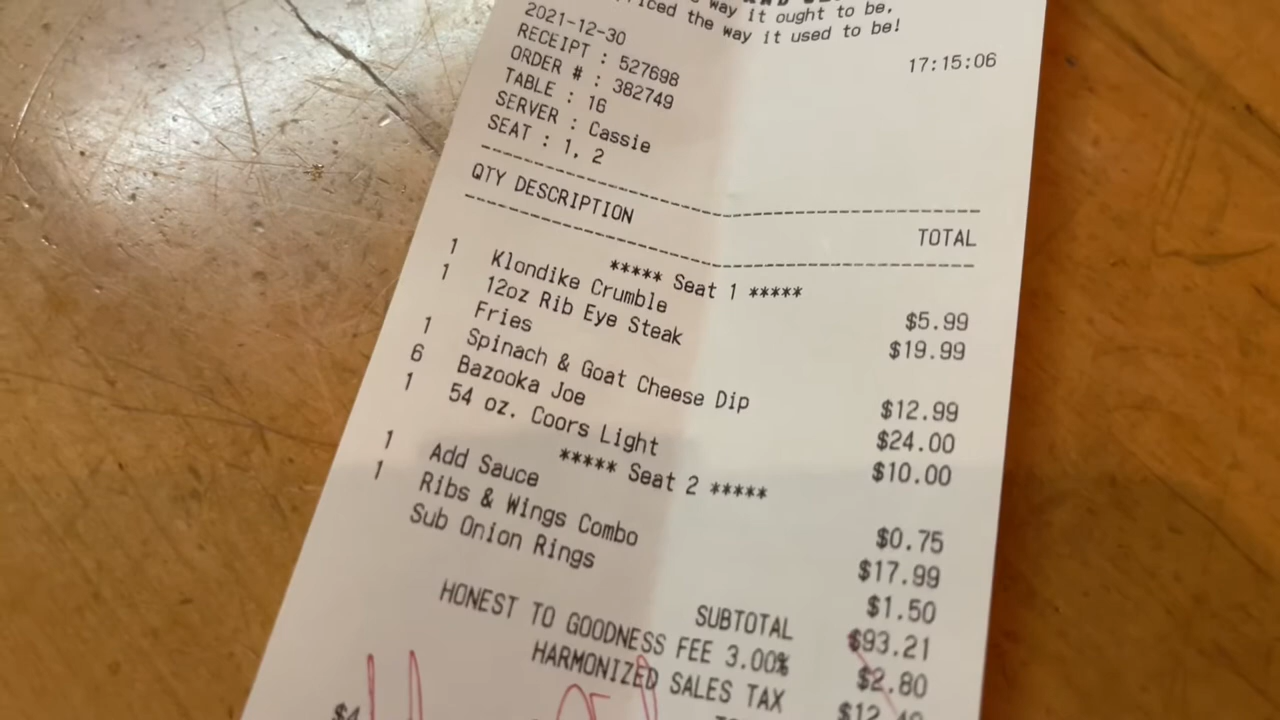 way it ought to be,
iced the way it used to be!
2021-12-30 17:15:06
RECEIPT : 527698
ORDER # : 382749
TABLE : 16
SERVER : Cassie
SEAT : 1, 2
QTY DESCRIPTION TOTAL
***** Seat 1 *****
1 Klondike Crumble $5.99
1 12oz Rib Eye Steak $19.99
Fries
1 Spinach & Goat Cheese Dip $12.99
6 Bazooka Joe $24.00
1 54 oz. Coors Light $10.00
***** Seat 2 *****
1 Add Sauce $0.75
1 Ribs & Wings Combo $17.99
Sub Onion Rings $1.50
SUBTOTAL $93.21
HONEST TO GOODNESS FEE 3.00% $2.80
HARMONIZED SALES TAX